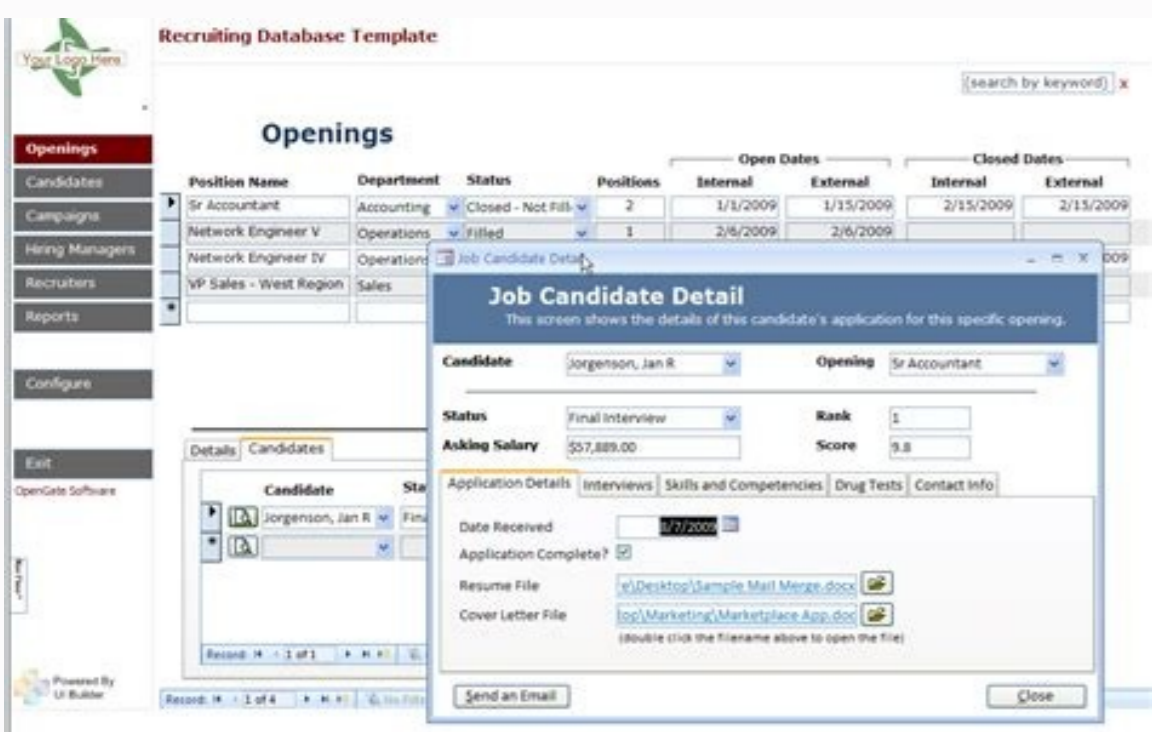 Recruiting Database Template
Your Logo Here
(search by keyword) x
Openings
Openings
Candidates
Campaigns
Hiring Managers
Recruiters
Reports
Configure
Exit
OpenGate Software
Powered By
UI Builder
Open Dates Closed Dates
Position Name Department Status Positions Internal External Internal External
Sr Accountant Accounting Closed - Not Fill 2 1/1/2009 1/15/2009 2/15/2009 2/15/2009
Network Engineer V Operations Filled 1 2/6/2009 2/6/2009
Network Engineer IV Operations 009
VP Sales - West Region Sales
Job Candidate Detail
Job Candidate Detail
This screen shows the details of this candidate's application for this specific opening.
Candidate Jorgenson, Jan R Opening Sr Accountant
Status Final Interview Rank 1
Asking Salary $57,889.00 Score 9.8
Application Details Interviews Skills and Competencies Drug Tests Contact Info
Date Received /7/2009
Application Complete?
Resume File e\Desktop\Sample Mail Merge.docx
Cover Letter File top\Marketing\Marketplace App.doc
(double click the filename above to open the file)
Send an Email Close
Details Candidates
Candidate Sta
Jorgenson, Jan R Fina
Record: 1 of 1
Record: 1 of 4 No Filte